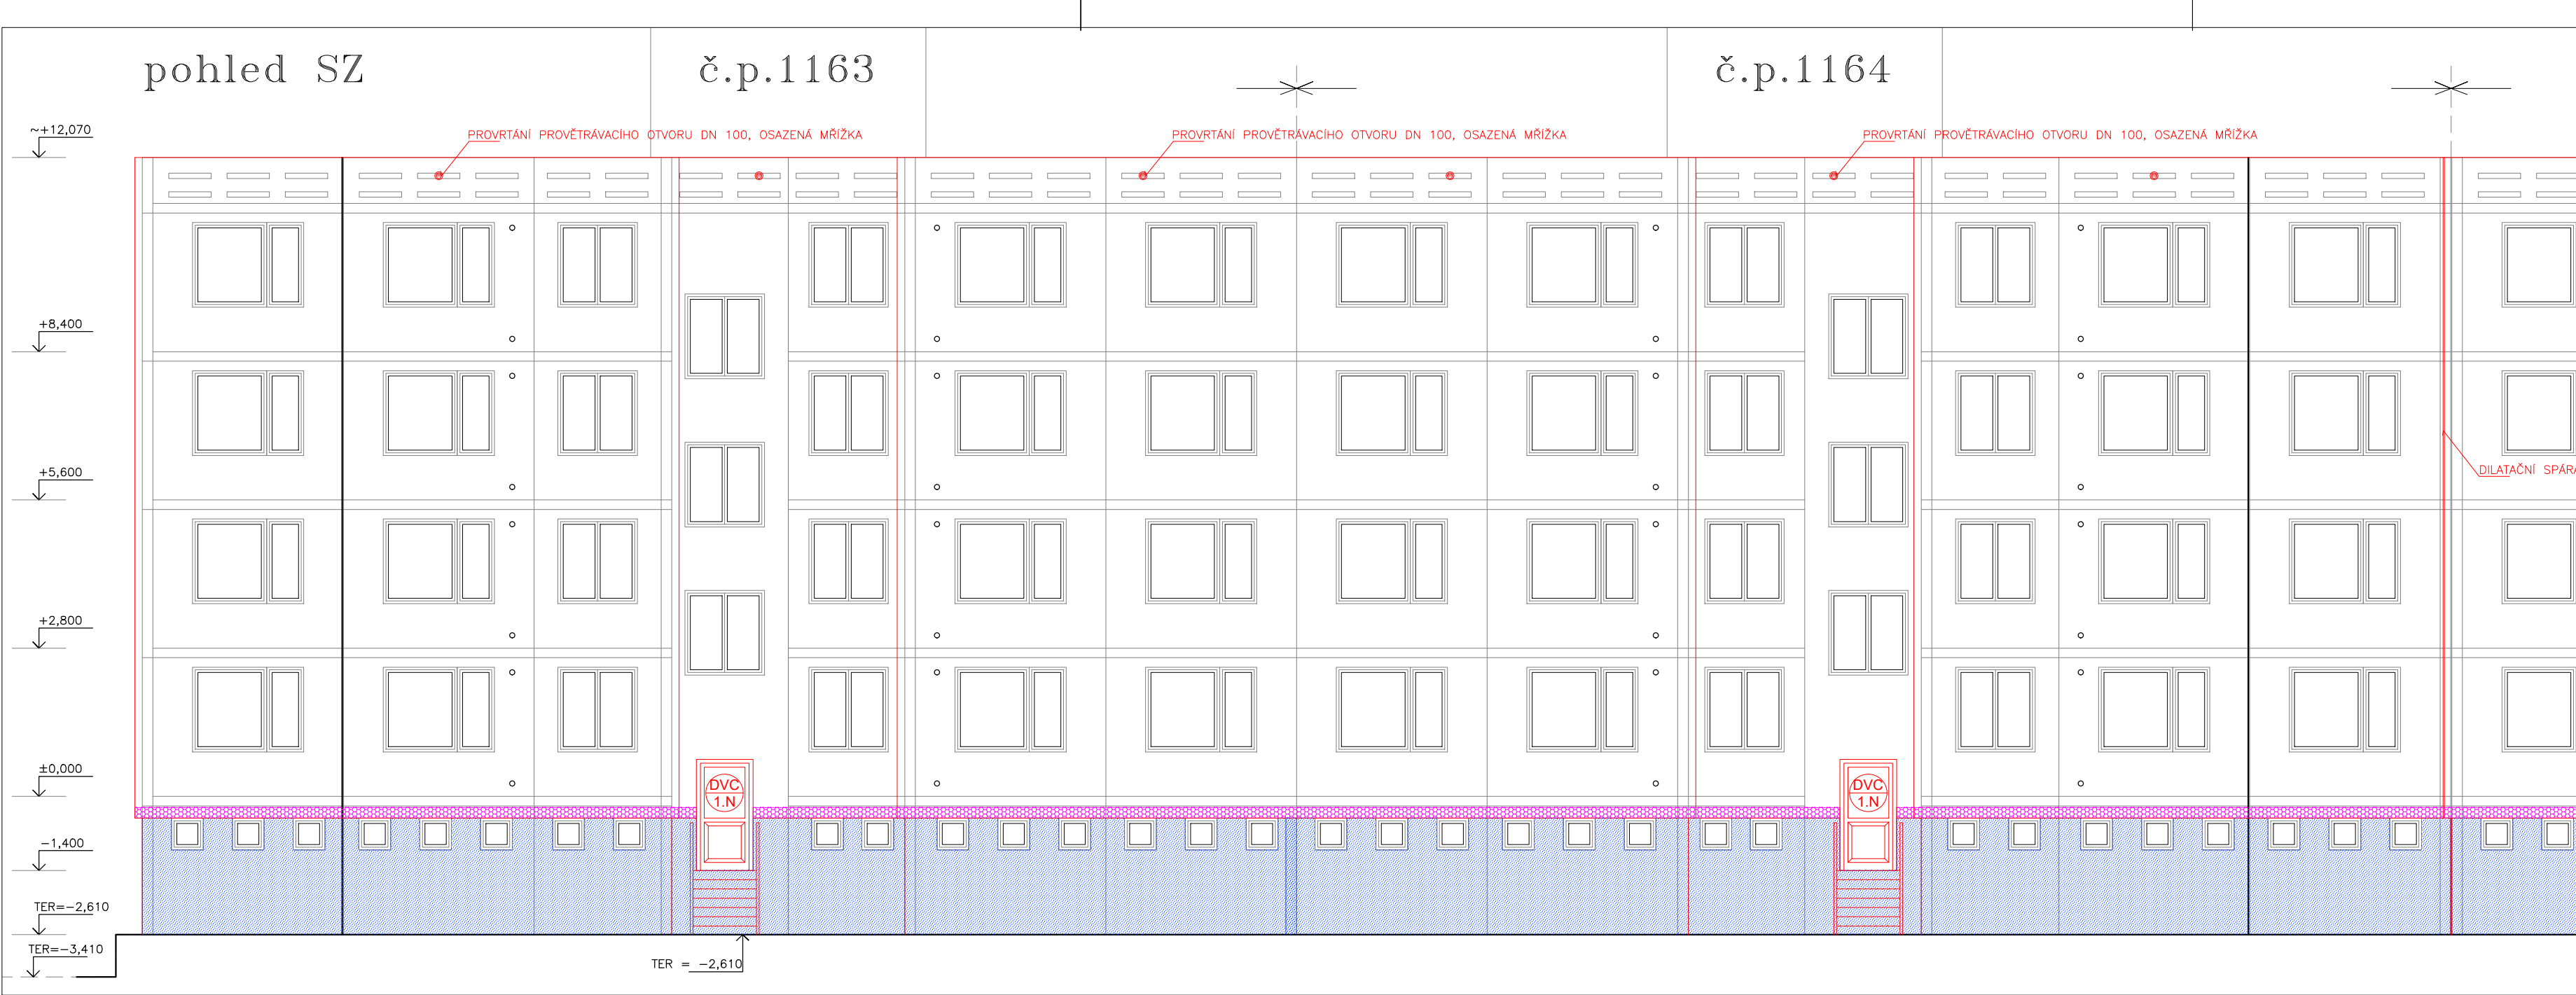 pohled SZ
č.p.1163
č.p.1164
~+12,070
PROVRTÁNÍ PROVĚTRÁVACÍHO OTVORU DN 100, OSAZENÁ MŘÍŽKA
PROVRTÁNÍ PROVĚTRÁVACÍHO OTVORU DN 100, OSAZENÁ MŘÍŽKA
PROVRTÁNÍ PROVĚTRÁVACÍHO OTVORU DN 100, OSAZENÁ MŘÍŽKA
+8,400
+5,600
DILATAČNÍ SPÁRA
+2,800
±0,000
DVC
1.N
DVC
1.N
−1,400
TER=−2,610
TER=−3,410
TER = −2,610